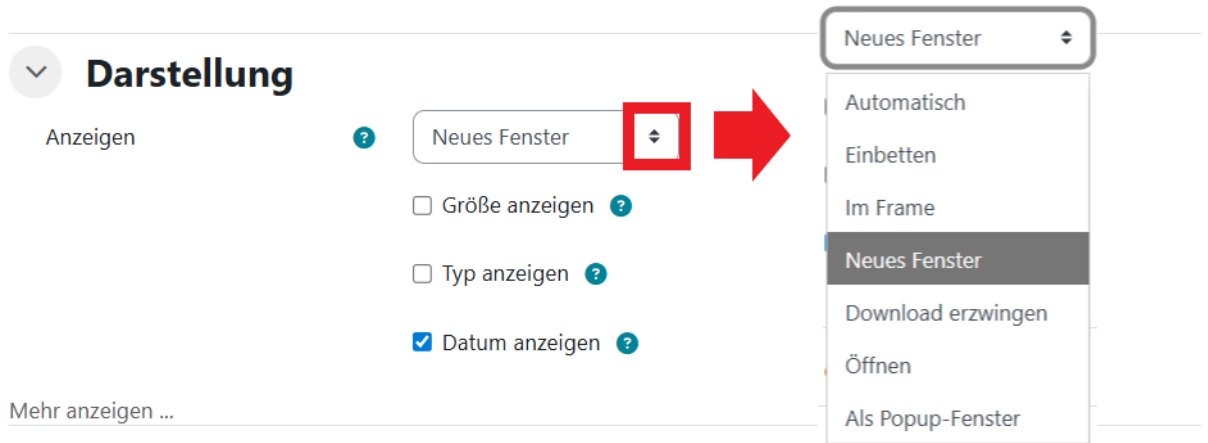 Darstellung
Anzeigen
?
Neues Fenster
Größe anzeigen ?
Typ anzeigen ?
Datum anzeigen ?
Mehr anzeigen ...
Neues Fenster
Automatisch
Einbetten
Im Frame
Neues Fenster
Download erzwingen
Öffnen
Als Popup-Fenster